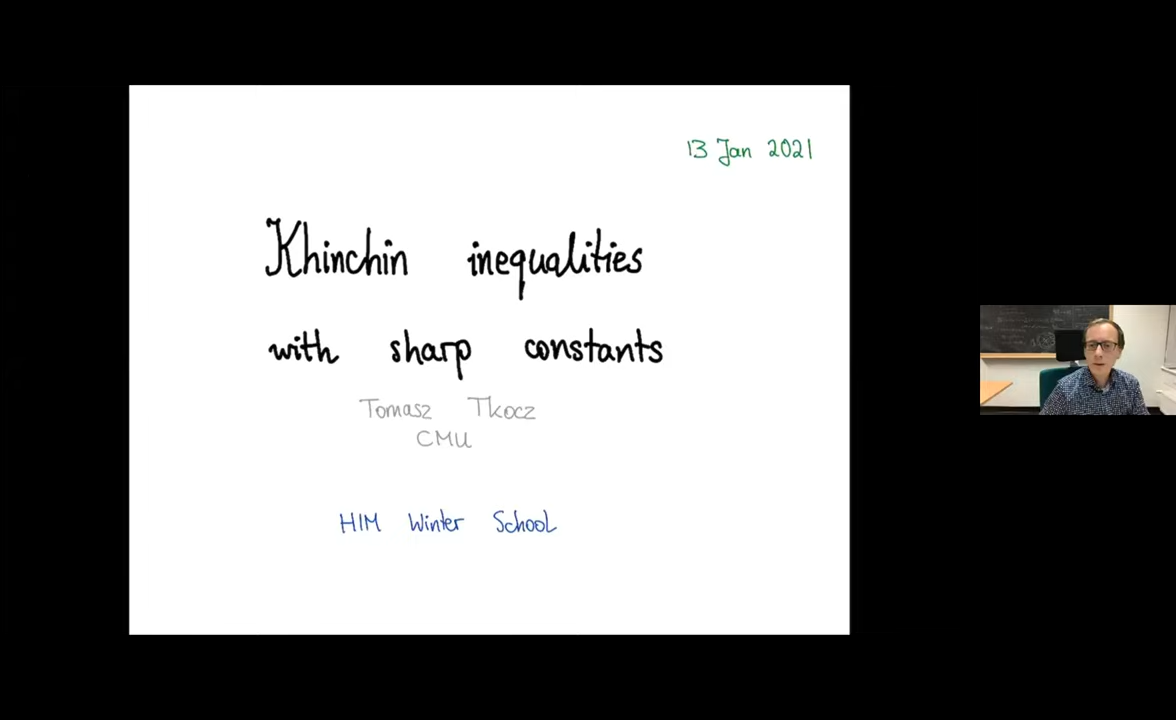 13 Jan 2021
Khinchin inequalities
with sharp constants
Tomasz Tkocz
CMU
HIM Winter School